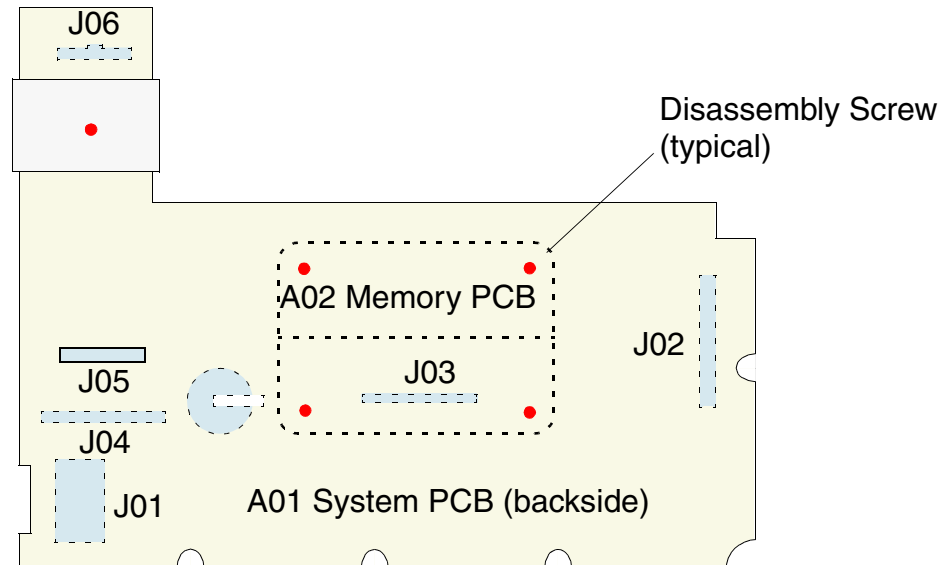 J06
Disassembly Screw
(typical)
A02 Memory PCB
J02
J03
J05
J04
J01
A01 System PCB (backside)